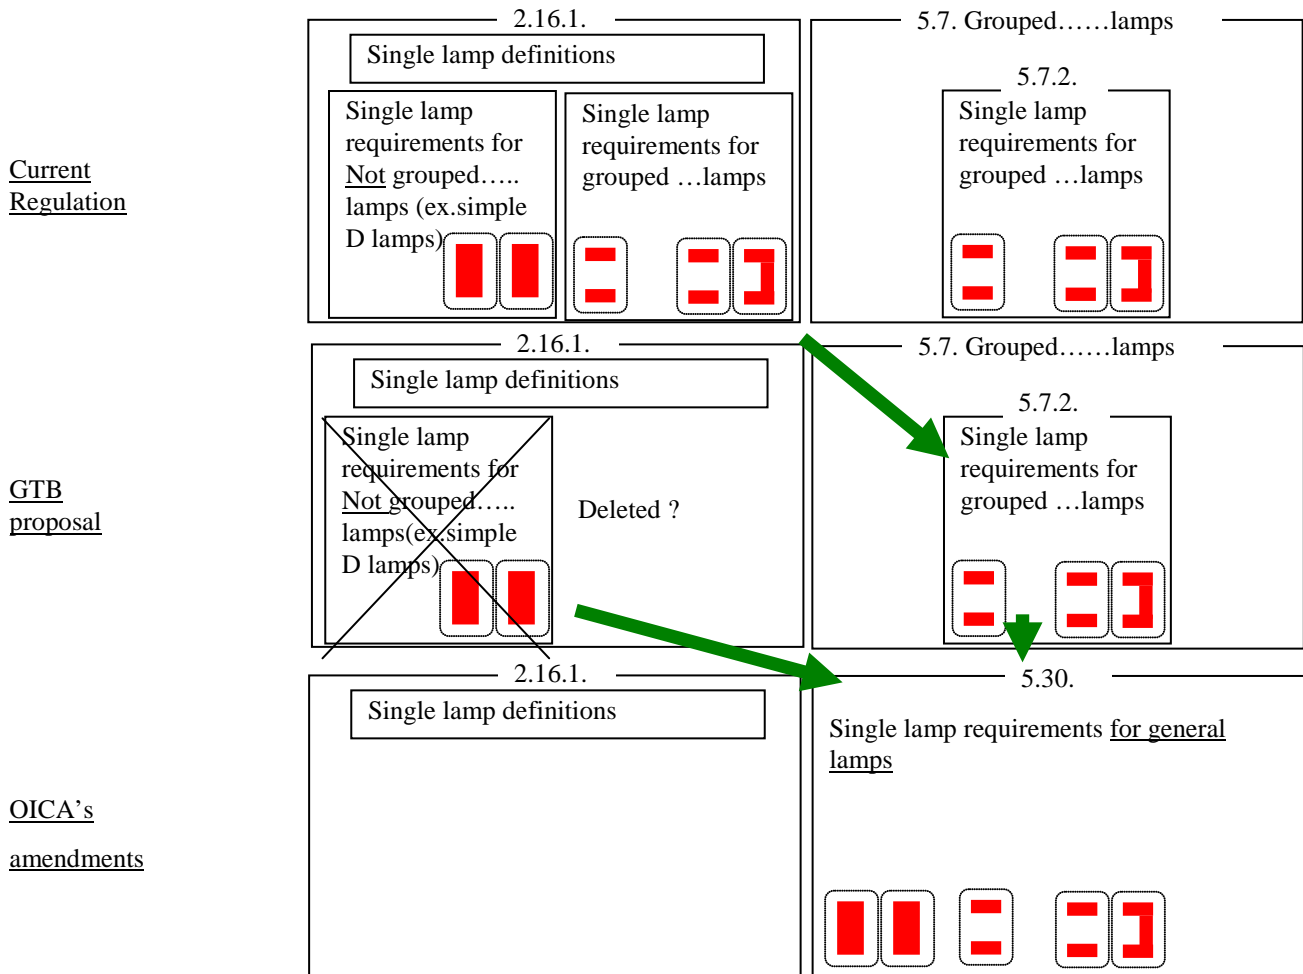 2.16.1.
Single lamp definitions
Single lamp
requirements for
Not grouped…..
lamps (ex.simple
D lamps)
Single lamp
requirements for
grouped …lamps
5.7. Grouped……lamps
5.7.2.
Single lamp
requirements for
grouped …lamps
Current
Regulation
2.16.1.
Single lamp definitions
Single lamp
requirements for
Not grouped…..
lamps(ex.simple
D lamps)
Deleted ?
5.7. Grouped……lamps
5.7.2.
Single lamp
requirements for
grouped …lamps
GTB
proposal
2.16.1.
Single lamp definitions
5.30.
Single lamp requirements for general
lamps
OICA’s
amendments